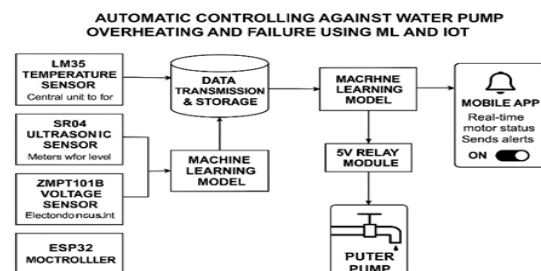 AUTOMATIC CONTROLLING AGAINST WATER PUMP
OVERHEATING AND FAILURE USING ML AND IOT
LM35
TEMPERATURE
SENSOR
Central unit to for
SR04
ULTRASONIC
SENSOR
Meters wfor level
ZMPT101B
VOLTAGE
SENSOR
ESP32
MOCTROLLLER
DATA
TRANSMISSION
& STORAGE
MACHINE
LEARNING
MODEL
MACRHNE
LEARNING
MODEL
5V RELAY
MODULE
PUTER
PUMP
MOBILE APP
Real-time
motor status
Sends alerts
ON